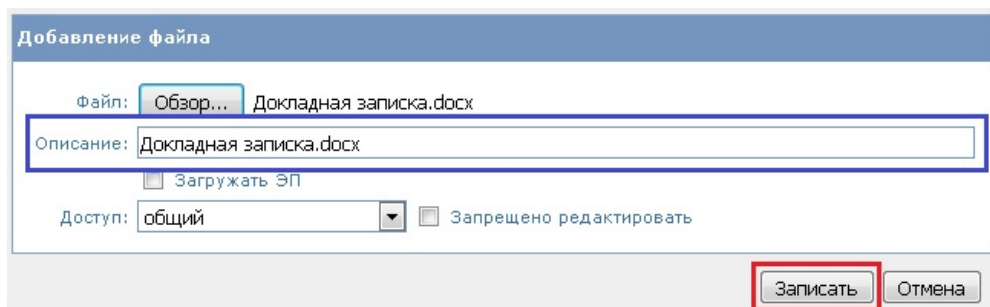 Добавление файла
Файл: Обзор... Докладная записка.docx
Описание: Докладная записка.docx
Загружать ЭП
Доступ: общий Запрещено редактировать
Записать Отмена